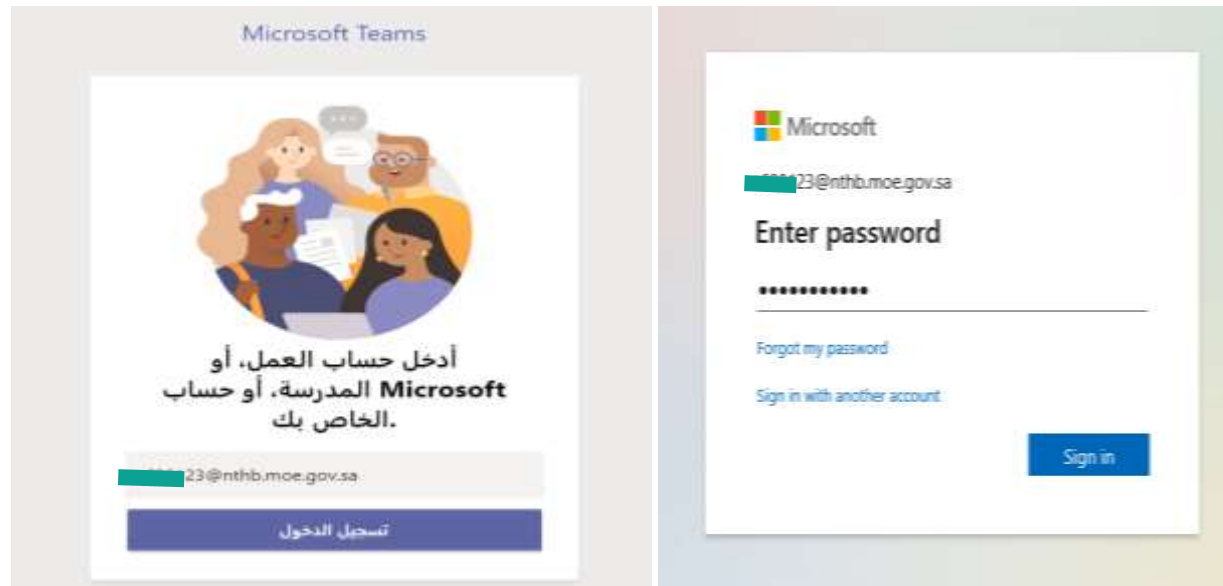 Microsoft Teams
أدخل حساب العمل، أو
Microsoft المدرسة، أو حساب
.الخاص بك
23@nthb.moe.gov.sa
تسجيل الدخول
Microsoft
23@nthb.moe.gov.sa
Enter password
•••••••••••
Forgot my password
Sign in with another account
Sign in